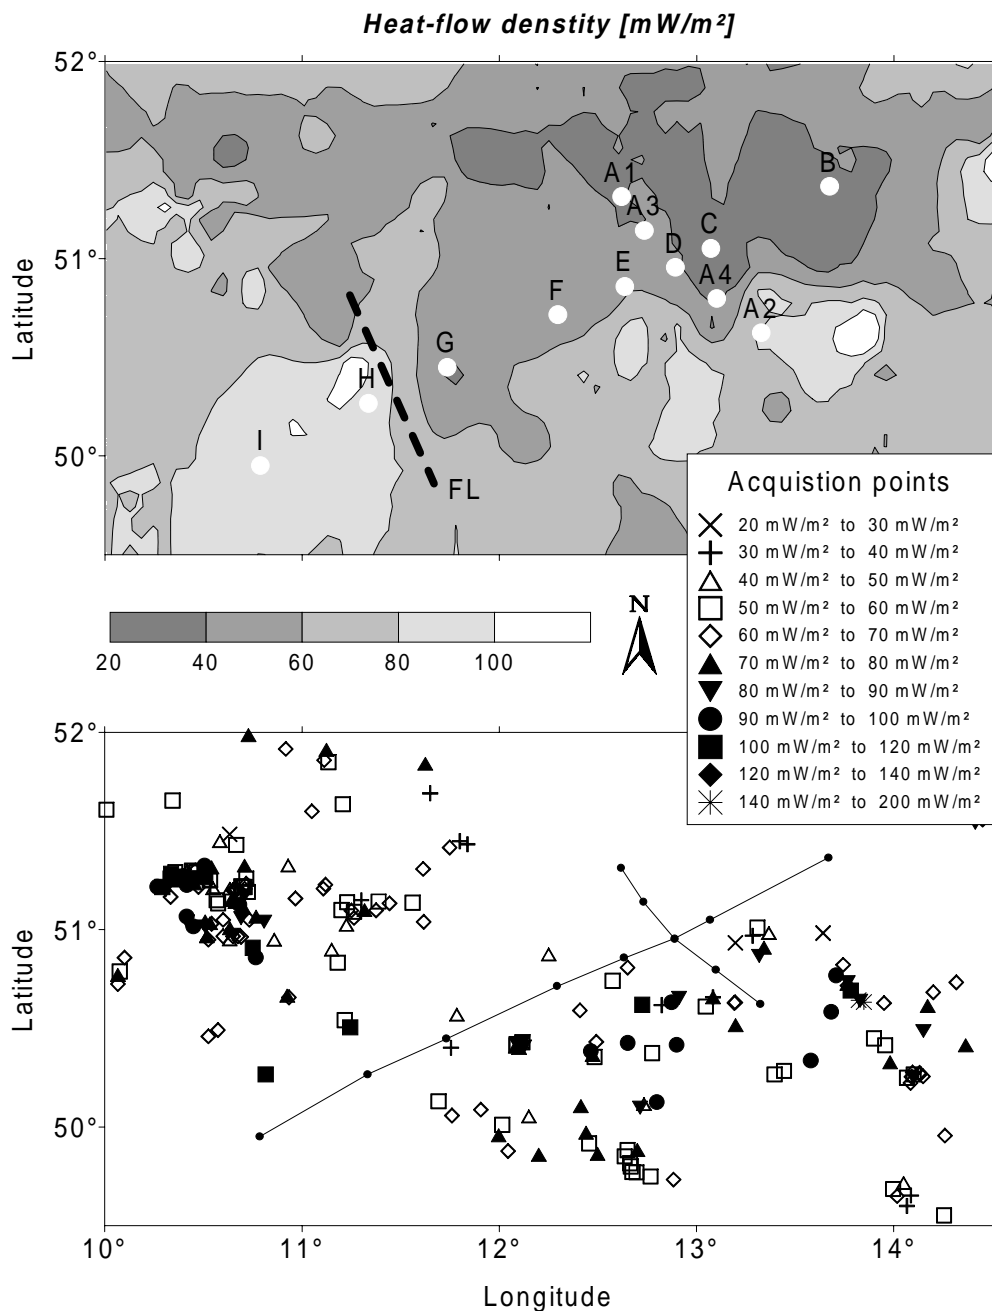 Heat-flow denstity [mW/m²]
52°
B
A1
A3
C
D
51°
E
A4
F
A2
G
H
I
50°
FL
Latitude
Acquistion points
20 mW/m² to 30 mW/m²
30 mW/m² to 40 mW/m²
40 mW/m² to 50 mW/m²
50 mW/m² to 60 mW/m²
60 mW/m² to 70 mW/m²
70 mW/m² to 80 mW/m²
80 mW/m² to 90 mW/m²
90 mW/m² to 100 mW/m²
100 mW/m² to 120 mW/m²
120 mW/m² to 140 mW/m²
140 mW/m² to 200 mW/m²
N
20 40 60 80 100
52°
51°
50°
Latitude
10° 11° 12° 13° 14°
Longitude